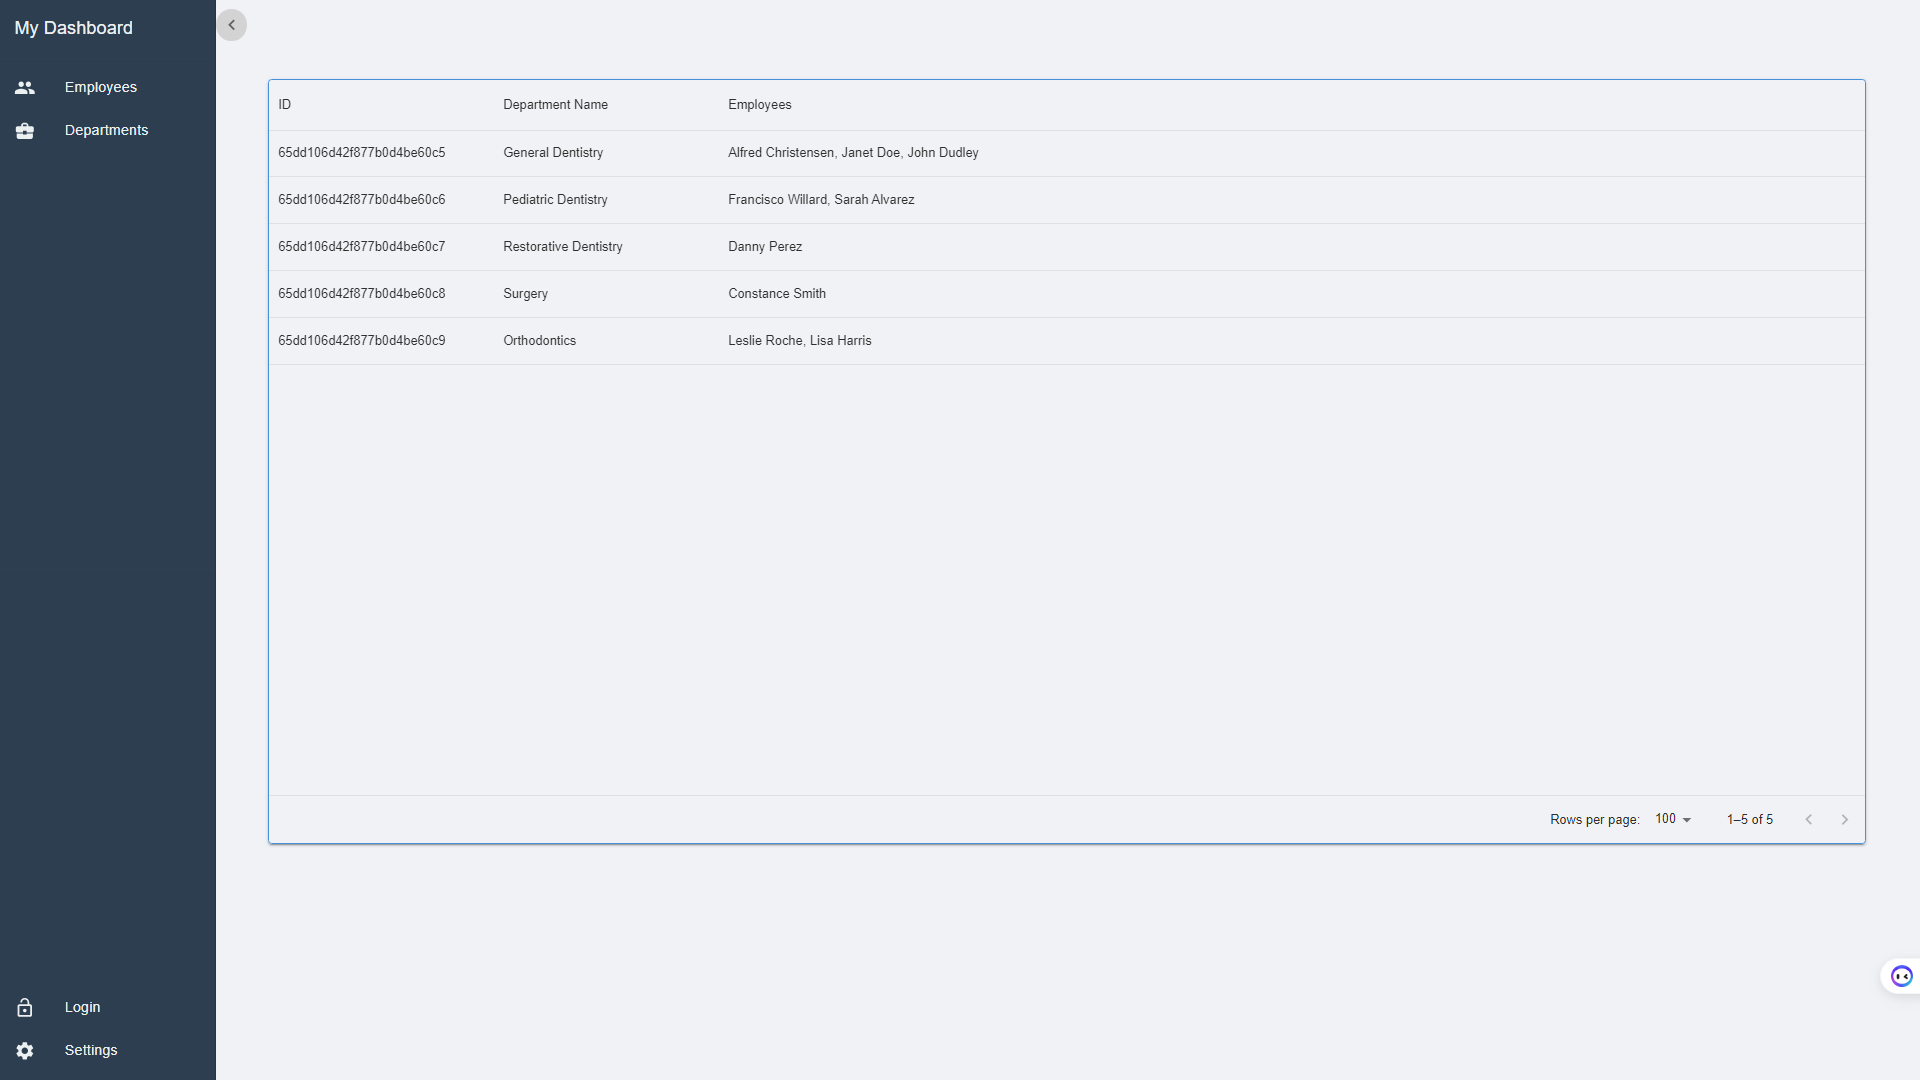 My Dashboard
Employees
Departments
ID Department Name Employees
65dd106d42f877b0d4be60c5 General Dentistry Alfred Christensen, Janet Doe, John Dudley
65dd106d42f877b0d4be60c6 Pediatric Dentistry Francisco Willard, Sarah Alvarez
65dd106d42f877b0d4be60c7 Restorative Dentistry Danny Perez
65dd106d42f877b0d4be60c8 Surgery Constance Smith
65dd106d42f877b0d4be60c9 Orthodontics Leslie Roche, Lisa Harris
Rows per page: 100 1–5 of 5
Login
Settings